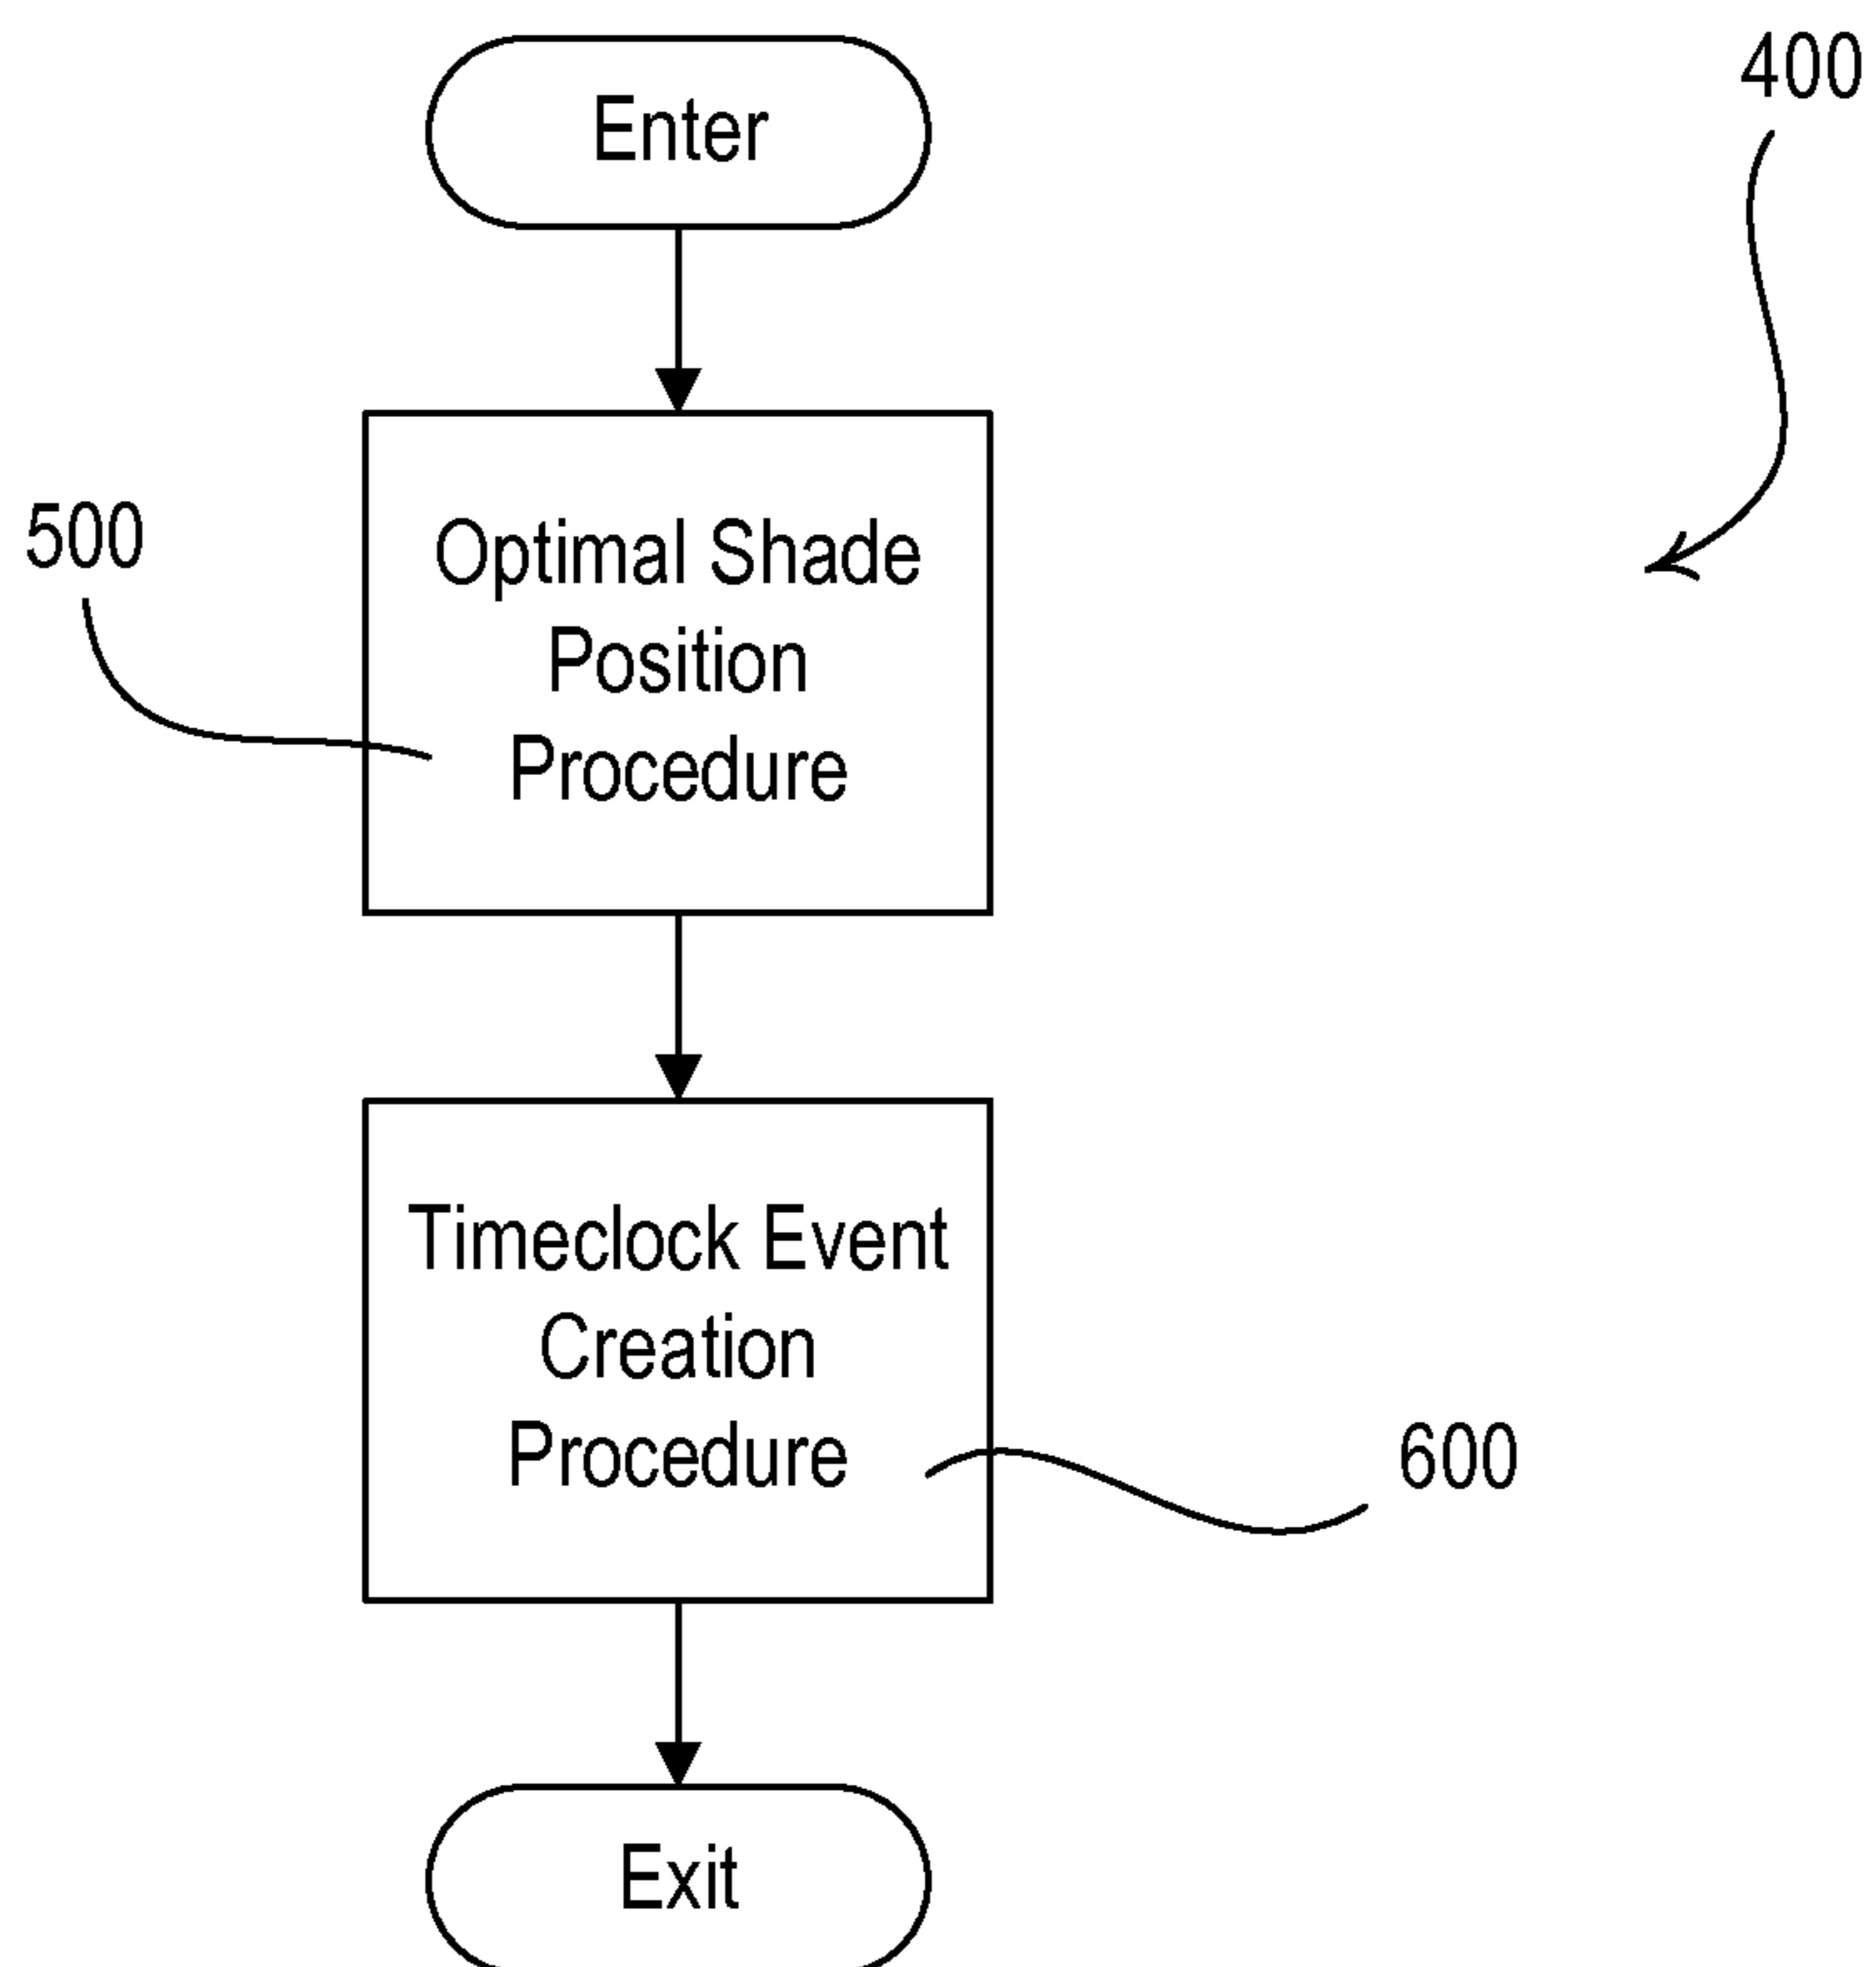 Enter
400
500
Optimal Shade
Position
Procedure
Timeclock Event
Creation
Procedure
600
Exit